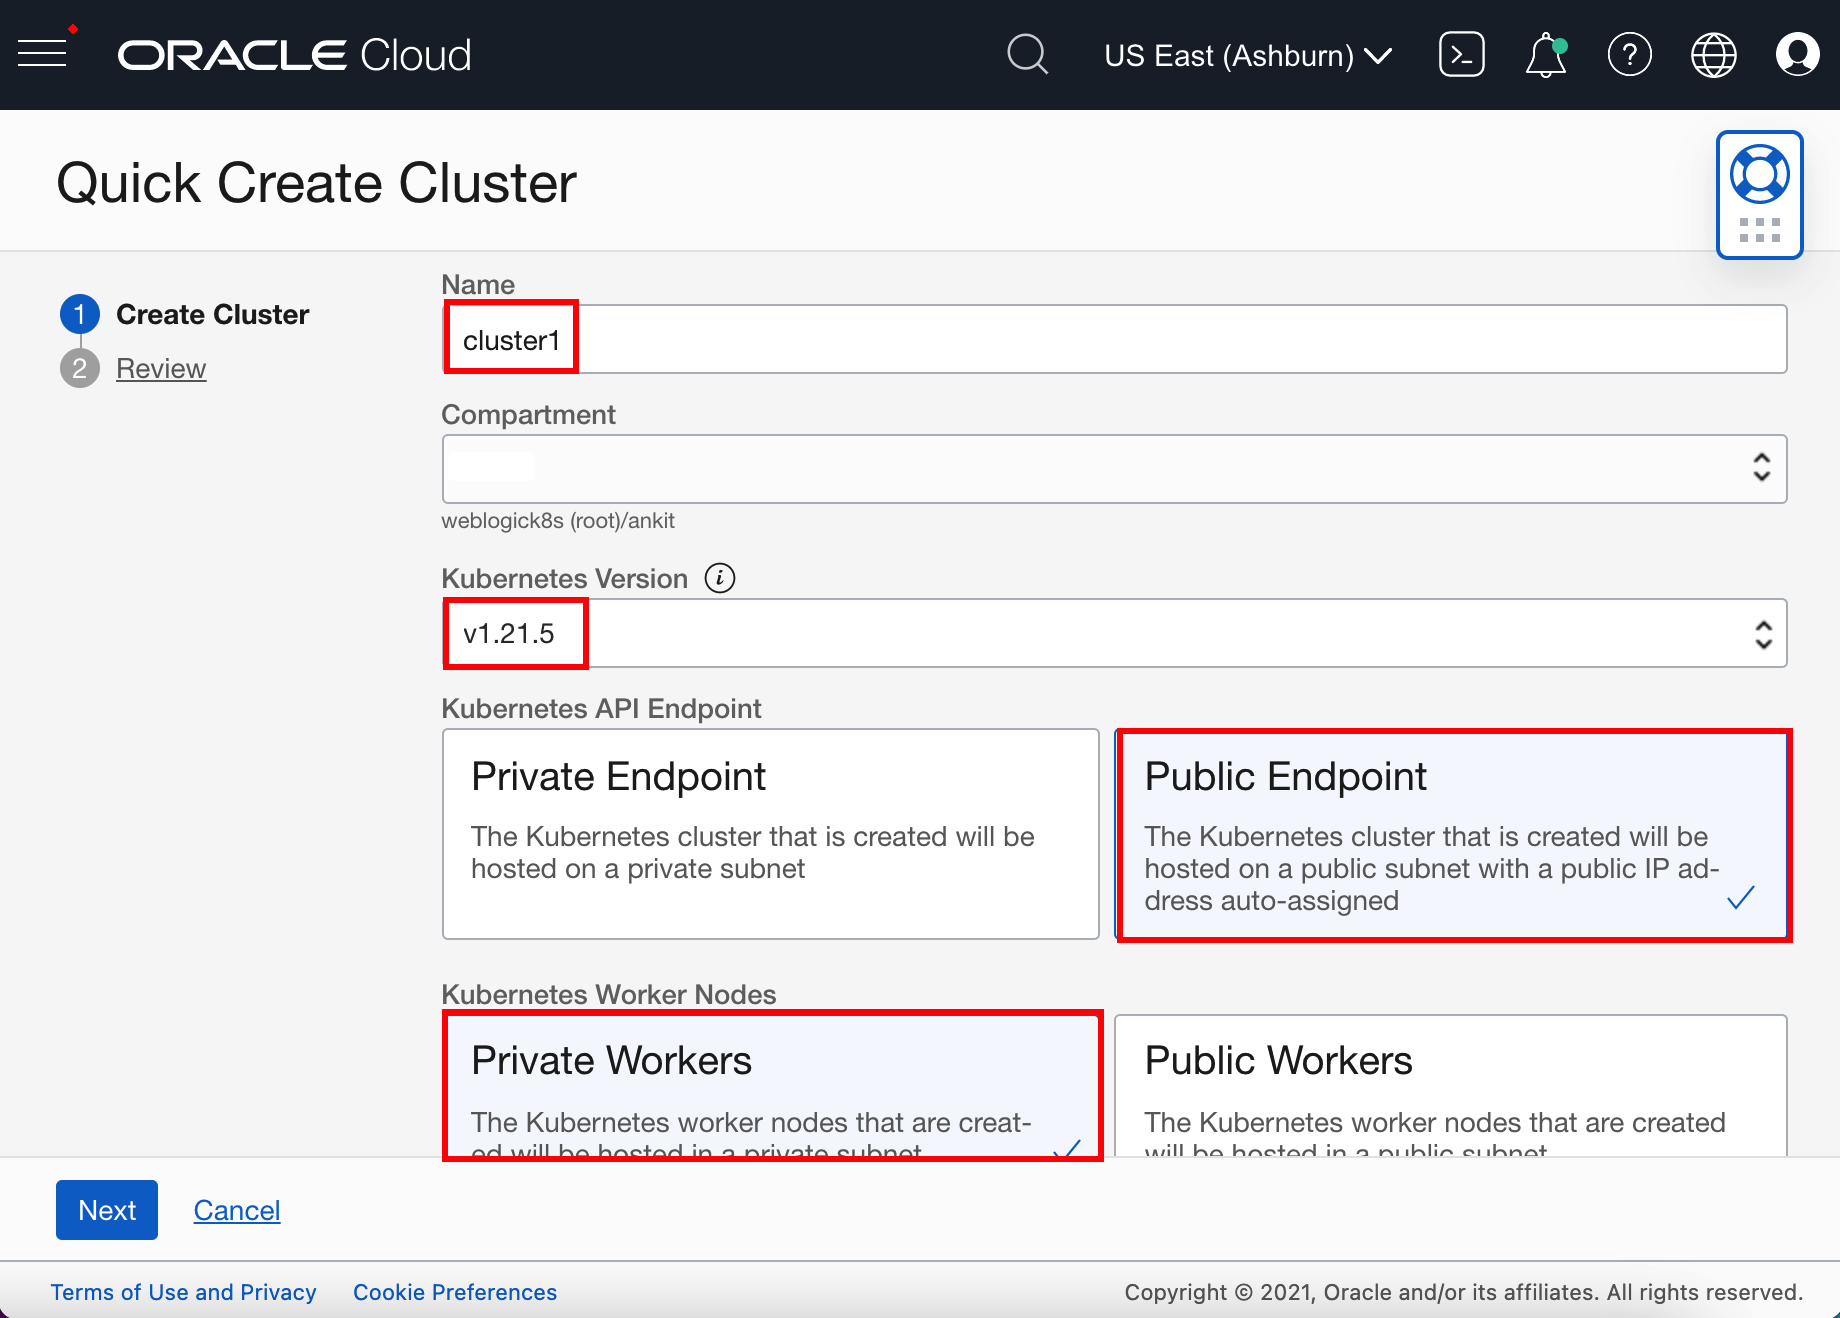 ORACLE Cloud
US East (Ashburn)
Quick Create Cluster
1 Create Cluster
2 Review
Name
cluster1
Compartment
weblogick8s (root)/ankit
Kubernetes Version
v1.21.5
Kubernetes API Endpoint
Private Endpoint
The Kubernetes cluster that is created will be
hosted on a private subnet
Public Endpoint
The Kubernetes cluster that is created will be
hosted on a public subnet with a public IP ad-
dress auto-assigned
Kubernetes Worker Nodes
Private Workers
The Kubernetes worker nodes that are creat-
ed will be hosted in a private subnet
Public Workers
The Kubernetes worker nodes that are created
will be hosted in a public subnet
Next
Cancel
Terms of Use and Privacy
Cookie Preferences
Copyright © 2021, Oracle and/or its affiliates. All rights reserved.